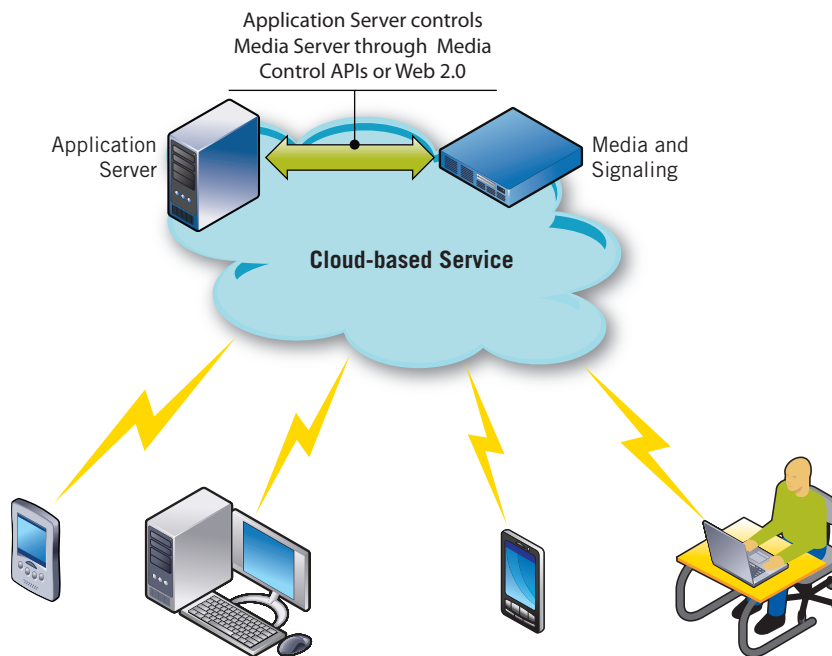 Application Server controls
Media Server through Media
Control APIs or Web 2.0
Application
Server
Media and
Signaling
Cloud-based Service